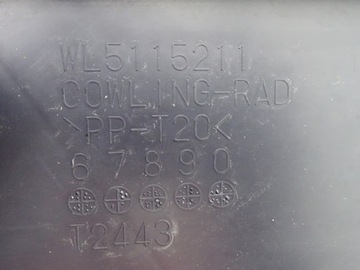 WL5115211
COWLING-RAD
>PP-T20<
67890
T2443